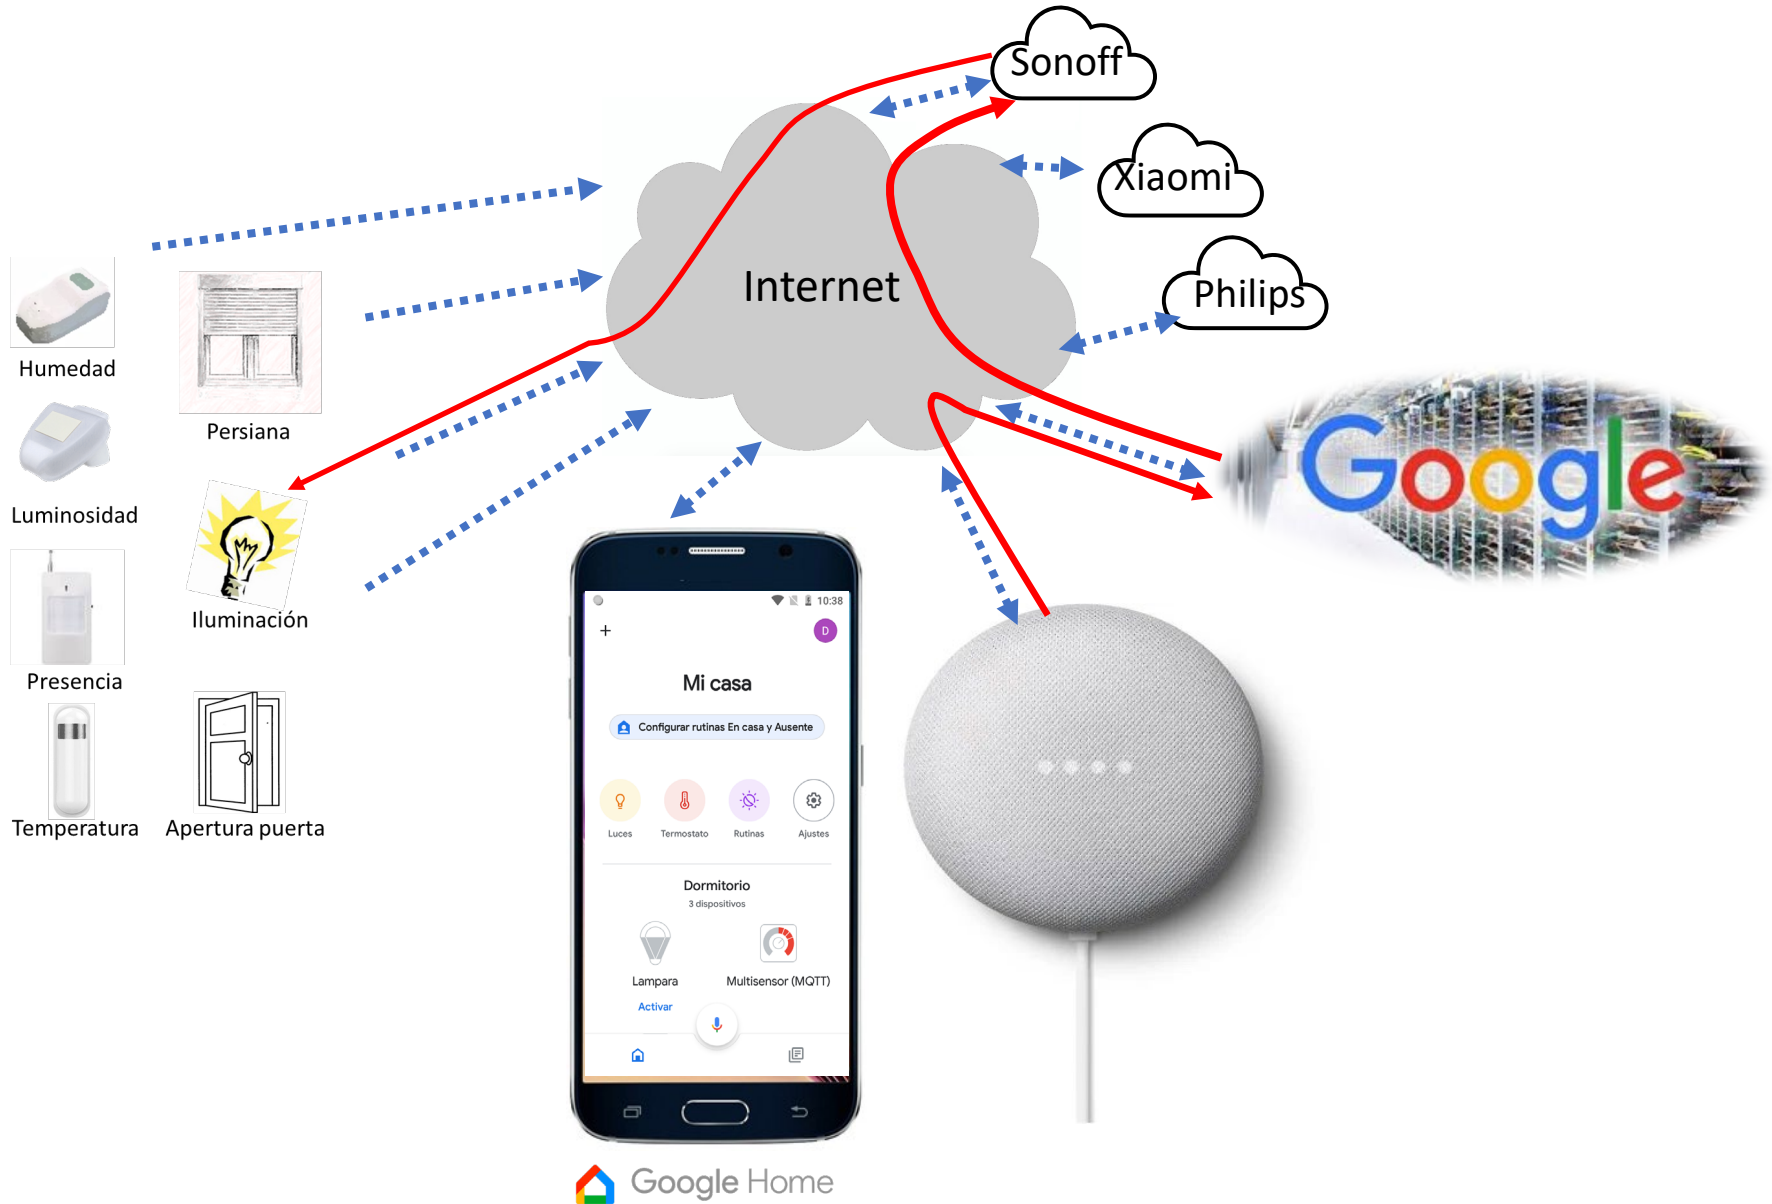 Sonoff
Xiaomi
Philips
Internet
Google
Humedad
Persiana
Luminosidad
Iluminación
Presencia
Temperatura
Apertura puerta
10:38
+
D
Mi casa
Configurar rutinas En casa y Ausente
Luces
Termostato
Rutinas
Ajustes
Dormitorio
3 dispositivos
Lampara
Multisensor (MQTT)
Activar
Google Home